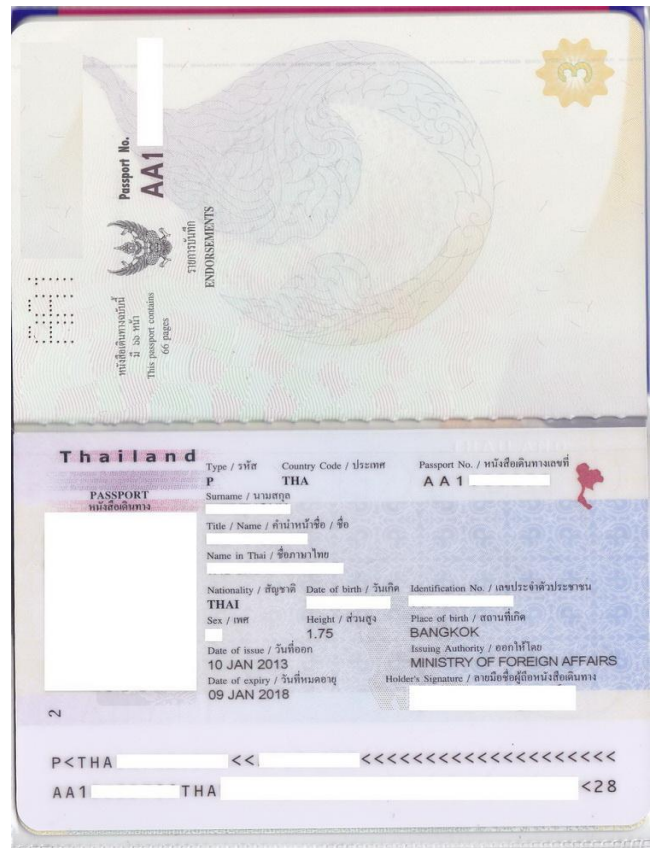 Passport No.
AA1
รายการบันทึก
ENDORSEMENTS
หนังสือเดินทางฉบับนี้
มี ๖๖ หน้า
This passport contains
66 pages
๓
Thailand
PASSPORT
หนังสือเดินทาง
Type / รหัส Country Code / ประเทศ Passport No. / หนังสือเดินทางเลขที่
P THA AA1
Surname / นามสกุล
Title / Name / คำนำหน้าชื่อ / ชื่อ
Name in Thai / ชื่อภาษาไทย
Nationality / สัญชาติ Date of birth / วันเกิด Identification No. / เลขประจำตัวประชาชน
THAI
Sex / เพศ Height / ส่วนสูง Place of birth / สถานที่เกิด
1.75 BANGKOK
Date of issue / วันที่ออก Issuing Authority / ออกให้โดย
10 JAN 2013 MINISTRY OF FOREIGN AFFAIRS
Date of expiry / วันที่หมดอายุ Holder's Signature / ลายมือชื่อผู้ถือหนังสือเดินทาง
09 JAN 2018
2
P<THA << <<<<<<<<<<<<<<<<<<<<<
AA1 THA <28